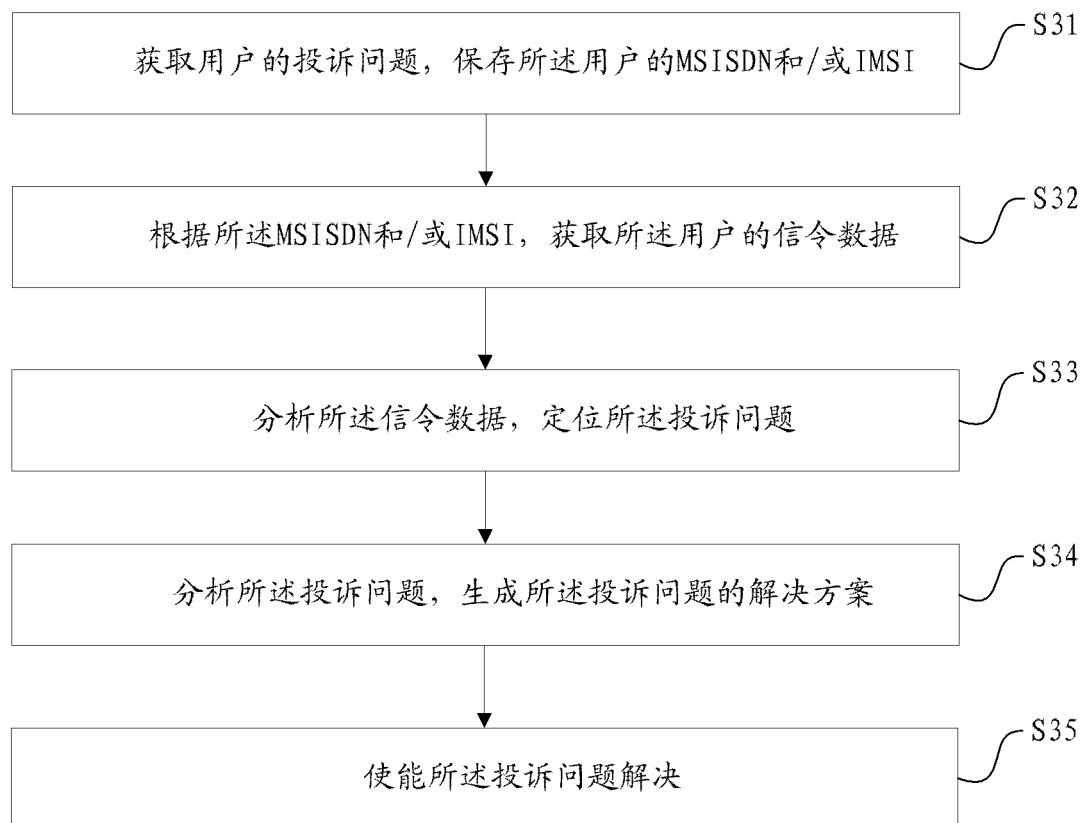 获取用户的投诉问题，保存所述用户的MSISDN和/或IMSI
S31
根据所述MSISDN和/或IMSI，获取所述用户的信令数据
S32
分析所述信令数据，定位所述投诉问题
S33
分析所述投诉问题，生成所述投诉问题的解决方案
S34
使能所述投诉问题解决
S35